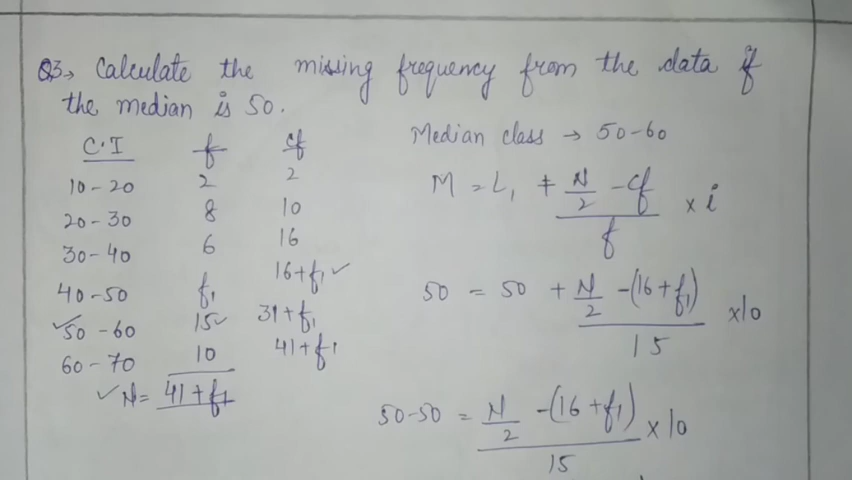 Q3→ Calculate the missing frequency from the data if
the median is 50.
C.I f cf
10-20 2 2
20-30 8 10
30-40 6 16
40-50 f₁ 16+f₁ ✓
✓50-60 15✓ 31+f₁
60-70 10 41+f₁
✓N= 41+f₁
Median class → 50-60
M = L₁ + N/2 - cf / f × i
50 = 50 + N/2 -(16+f₁) / 15 ×10
50-50 = N/2 -(16+f₁) / 15 ×10